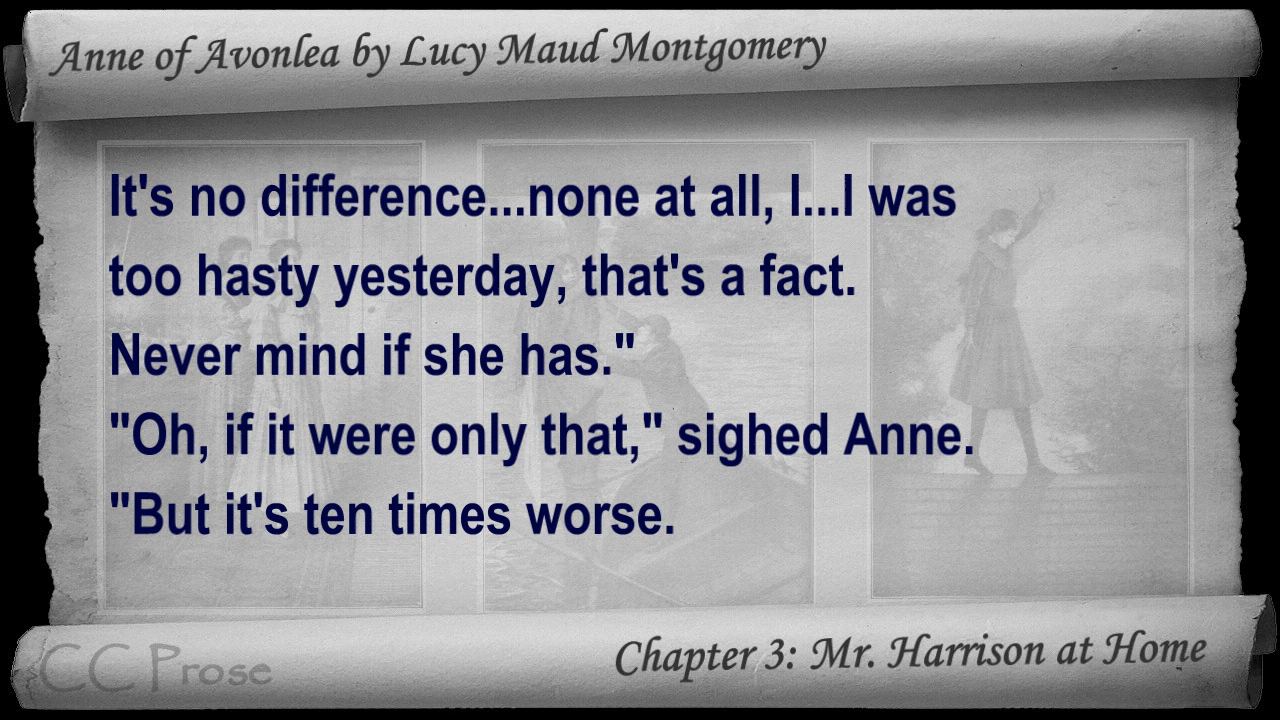 Anne of Avonlea by Lucy Maud Montgomery
It's no difference...none at all, I...I was
too hasty yesterday, that's a fact.
Never mind if she has."
"Oh, if it were only that," sighed Anne.
"But it's ten times worse.
CC Prose
Chapter 3: Mr. Harrison at Home